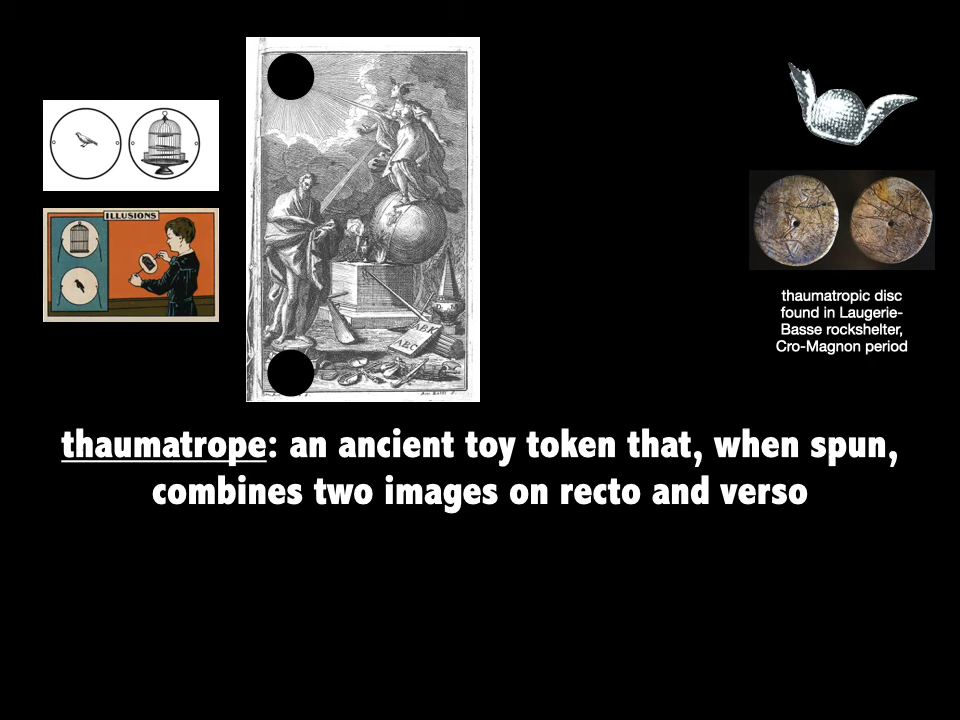 ILLUSIONS
A B K
A B C
thaumatropic disc
found in Laugerie-
Basse rockshelter,
Cro-Magnon period
thaumatrope: an ancient toy token that, when spun,
combines two images on recto and verso